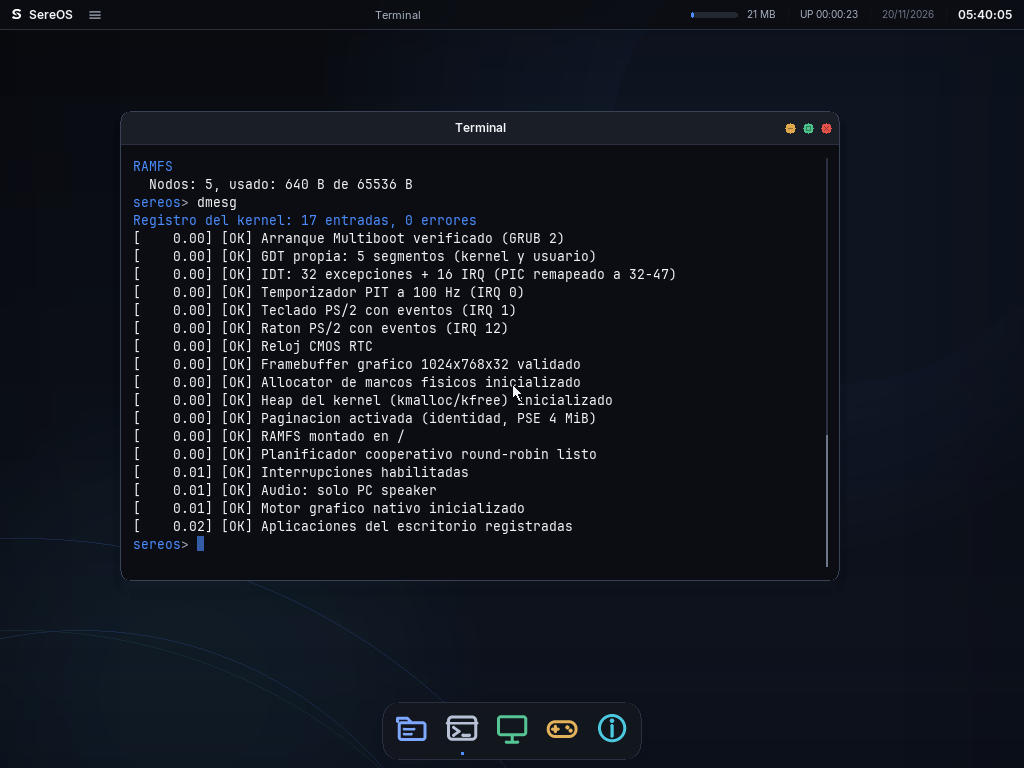 SereOS
Terminal
21 MB
UP 00:00:23
20/11/2026
05:40:05
Terminal
RAMFS
Nodos: 5, usado: 640 B de 65536 B
sereos> dmesg
Registro del kernel: 17 entradas, 0 errores
[    0.00] [OK] Arranque Multiboot verificado (GRUB 2)
[    0.00] [OK] GDT propia: 5 segmentos (kernel y usuario)
[    0.00] [OK] IDT: 32 excepciones + 16 IRQ (PIC remapeado a 32-47)
[    0.00] [OK] Temporizador PIT a 100 Hz (IRQ 0)
[    0.00] [OK] Teclado PS/2 con eventos (IRQ 1)
[    0.00] [OK] Raton PS/2 con eventos (IRQ 12)
[    0.00] [OK] Reloj CMOS RTC
[    0.00] [OK] Framebuffer grafico 1024x768x32 validado
[    0.00] [OK] Allocator de marcos fisicos inicializado
[    0.00] [OK] Heap del kernel (kmalloc/kfree) inicializado
[    0.00] [OK] Paginacion activada (identidad, PSE 4 MiB)
[    0.00] [OK] RAMFS montado en /
[    0.00] [OK] Planificador cooperativo round-robin listo
[    0.01] [OK] Interrupciones habilitadas
[    0.01] [OK] Audio: solo PC speaker
[    0.01] [OK] Motor grafico nativo inicializado
[    0.02] [OK] Aplicaciones del escritorio registradas
sereos>